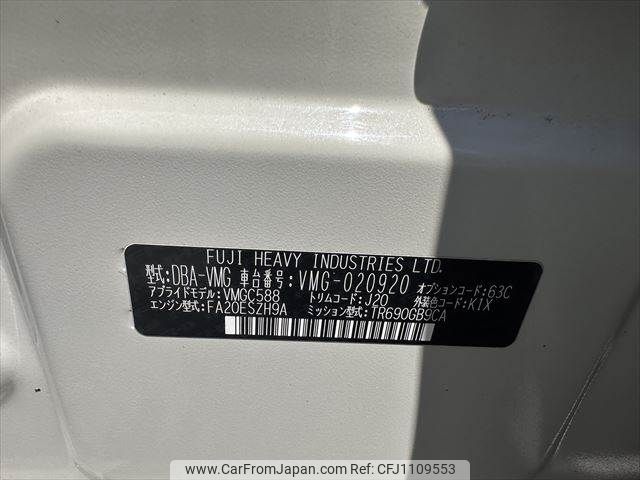 FUJI HEAVY INDUSTRIES LTD.
型式:DBA-VMG 車台番号:VMG-020920 オプションコード:63C
アプライドモデル:VMGC588 トリムコード:J20 外装色コード:K1X
エンジン型式:FA20ESZH9A ミッション型式:TR690GB9CA
www.CarFromJapan.com - CFJ1109553